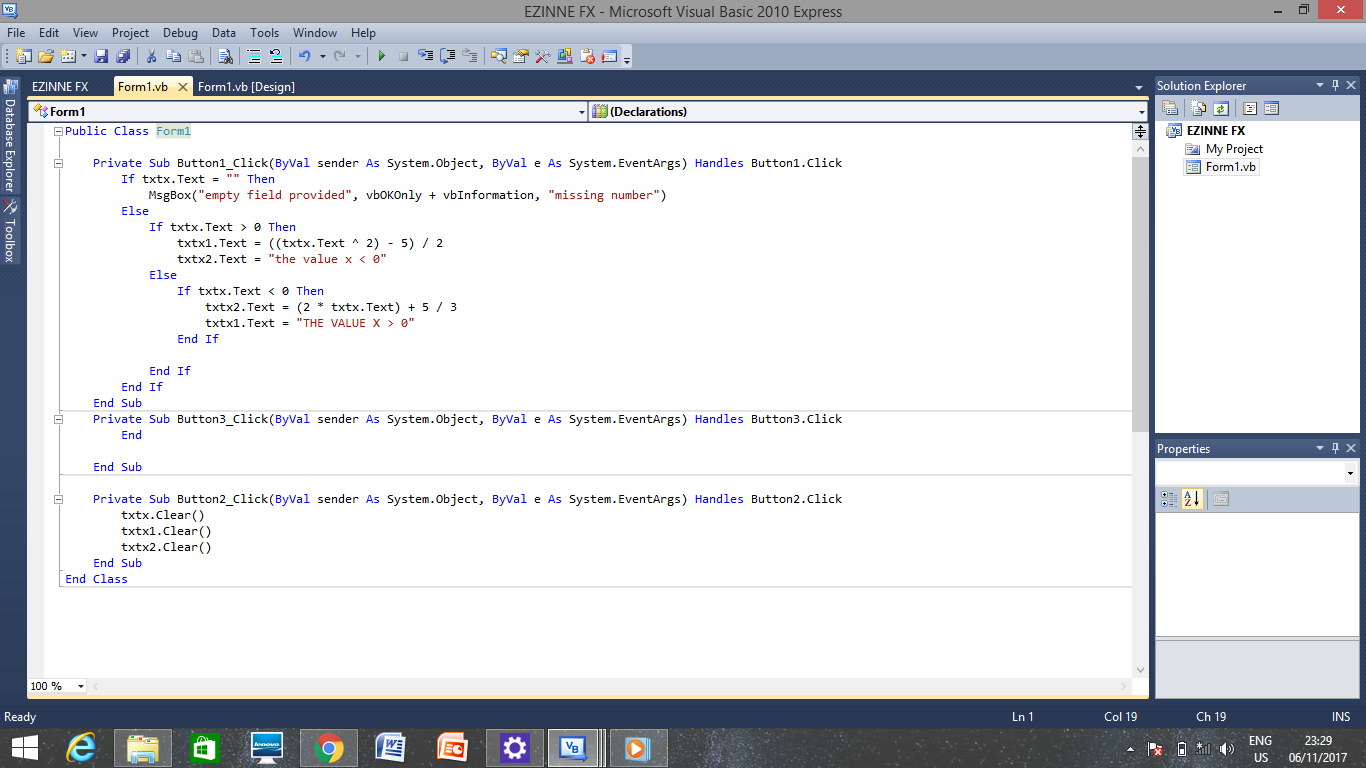 EZINNE FX - Microsoft Visual Basic 2010 Express
File Edit View Project Debug Data Tools Window Help
EZINNE FX Form1.vb Form1.vb [Design]
Form1 (Declarations)
Public Class Form1
Private Sub Button1_Click(ByVal sender As System.Object, ByVal e As System.EventArgs) Handles Button1.Click
If txtx.Text = "" Then
MsgBox("empty field provided", vbOKOnly + vbInformation, "missing number")
Else
If txtx.Text > 0 Then
txtx1.Text = ((txtx.Text ^ 2) - 5) / 2
txtx2.Text = "the value x < 0"
Else
If txtx.Text < 0 Then
txtx2.Text = (2 * txtx.Text) + 5 / 3
txtx1.Text = "THE VALUE X > 0"
End If
End If
End If
End Sub
Private Sub Button3_Click(ByVal sender As System.Object, ByVal e As System.EventArgs) Handles Button3.Click
End
End Sub
Private Sub Button2_Click(ByVal sender As System.Object, ByVal e As System.EventArgs) Handles Button2.Click
txtx.Clear()
txtx1.Clear()
txtx2.Clear()
End Sub
End Class
100 %
Database Explorer
Toolbox
Solution Explorer
EZINNE FX
My Project
Form1.vb
Properties
Ready Ln 1 Col 19 Ch 19 INS
lenovo
VB
ENG 23:29
US 06/11/2017